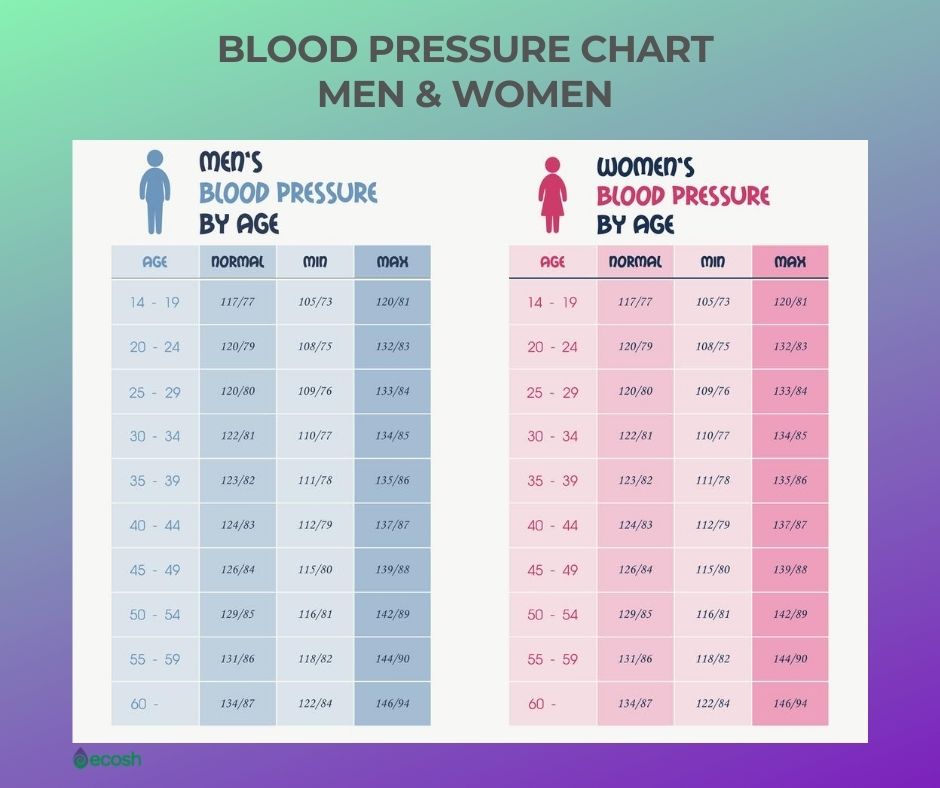 BLOOD PRESSURE CHART
MEN & WOMEN
MEN'S
BLOOD PRESSURE
BY AGE
AGE NORMAL MIN MAX
14 - 19 117/77 105/73 120/81
20 - 24 120/79 108/75 132/83
25 - 29 120/80 109/76 133/84
30 - 34 122/81 110/77 134/85
35 - 39 123/82 111/78 135/86
40 - 44 124/83 112/79 137/87
45 - 49 126/84 115/80 139/88
50 - 54 129/85 116/81 142/89
55 - 59 131/86 118/82 144/90
60 - 134/87 122/84 146/94
WOMEN'S
BLOOD PRESSURE
BY AGE
AGE NORMAL MIN MAX
14 - 19 117/77 105/73 120/81
20 - 24 120/79 108/75 132/83
25 - 29 120/80 109/76 133/84
30 - 34 122/81 110/77 134/85
35 - 39 123/82 111/78 135/86
40 - 44 124/83 112/79 137/87
45 - 49 126/84 115/80 139/88
50 - 54 129/85 116/81 142/89
55 - 59 131/86 118/82 144/90
60 - 134/87 122/84 146/94
ecosh